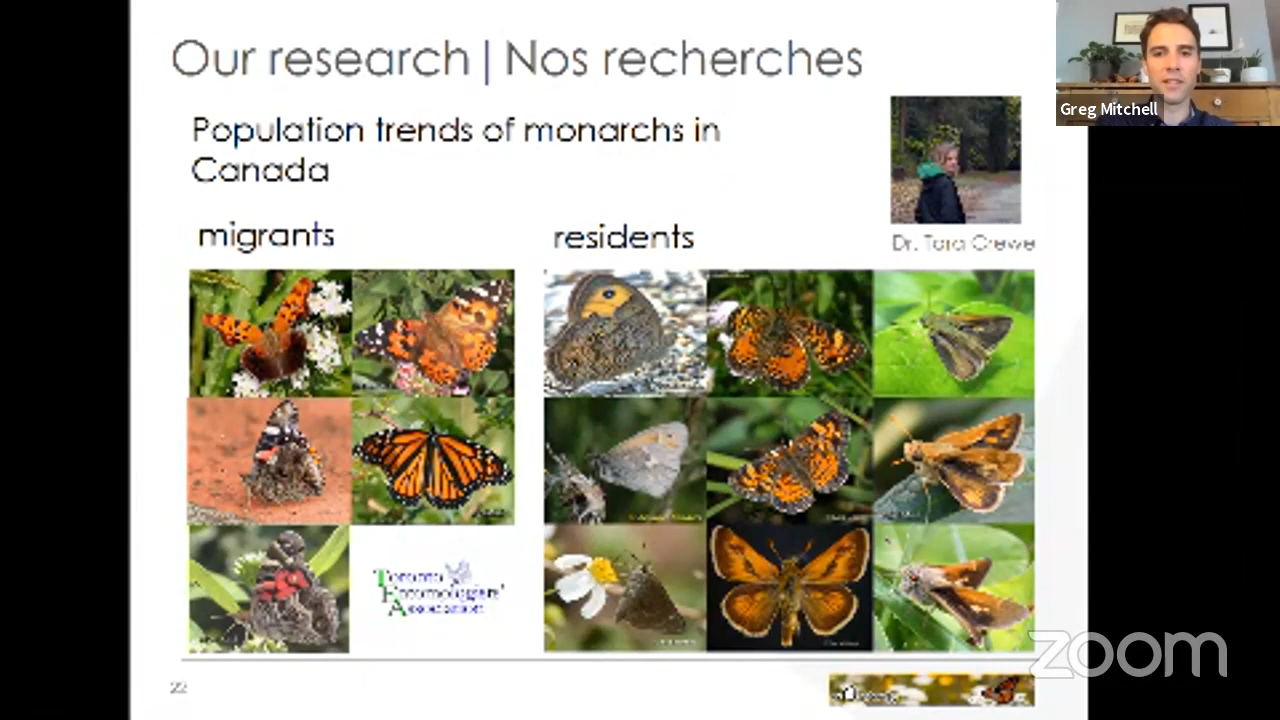 Our research | Nos recherches
Greg Mitchell
Population trends of monarchs in
Canada
migrants
residents
Dr. Tara Crewe
Toronto
Entomologists'
Association
zoom
22